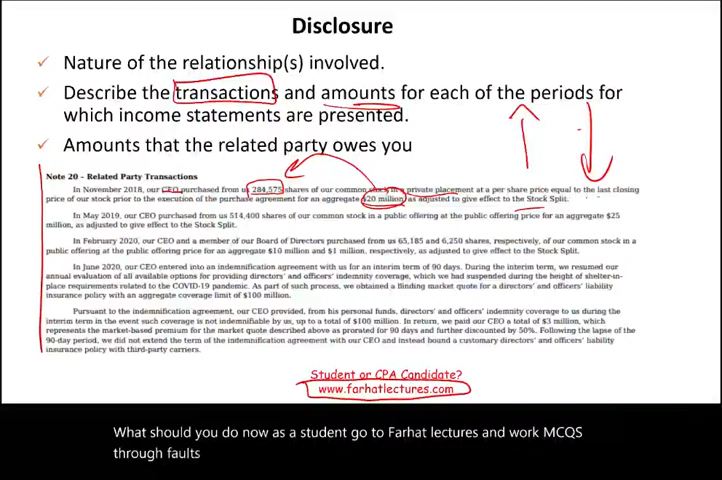 Disclosure
✓ Nature of the relationship(s) involved.
✓ Describe the transactions and amounts for each of the periods for
which income statements are presented.
✓ Amounts that the related party owes you
Note 20 – Related Party Transactions
In November 2018, our CEO purchased from us 284,575 shares of our common stock in a private placement at a per share price equal to the last closing
price of our stock prior to the execution of the purchase agreement for an aggregate $20 million, as adjusted to give effect to the Stock Split.
In May 2019, our CEO purchased from us 514,400 shares of our common stock in a public offering at the public offering price for an aggregate $25
million, as adjusted to give effect to the Stock Split.
In February 2020, our CEO and a member of our Board of Directors purchased from us 65,185 and 6,250 shares, respectively, of our common stock in a
public offering at the public offering price for an aggregate $10 million and $1 million, respectively, as adjusted to give effect to the Stock Split.
In June 2020, our CEO entered into an indemnification agreement with us for an interim term of 90 days. During the interim term, we resumed our
annual evaluation of all available options for providing directors' and officers' indemnity coverage, which we had suspended during the height of shelter-in-
place requirements related to the COVID-19 pandemic. As part of such process, we obtained a binding market quote for a directors' and officers' liability
insurance policy with an aggregate coverage limit of $100 million.
Pursuant to the indemnification agreement, our CEO provided, from his personal funds, directors' and officers' indemnity coverage to us during the
interim term in the event such coverage is not indemnifiable by us, up to a total of $100 million. In return, we paid our CEO a total of $3 million, which
represents the market-based premium for the market quote described above as prorated for 90 days and further discounted by 50%. Following the lapse of the
90-day period, we did not extend the term of the indemnification agreement with our CEO and instead bound a customary directors' and officers' liability
insurance policy with third-party carriers.
Student or CPA Candidate?
www.farhatlectures.com
What should you do now as a student go to Farhat lectures and work MCQS
through faults